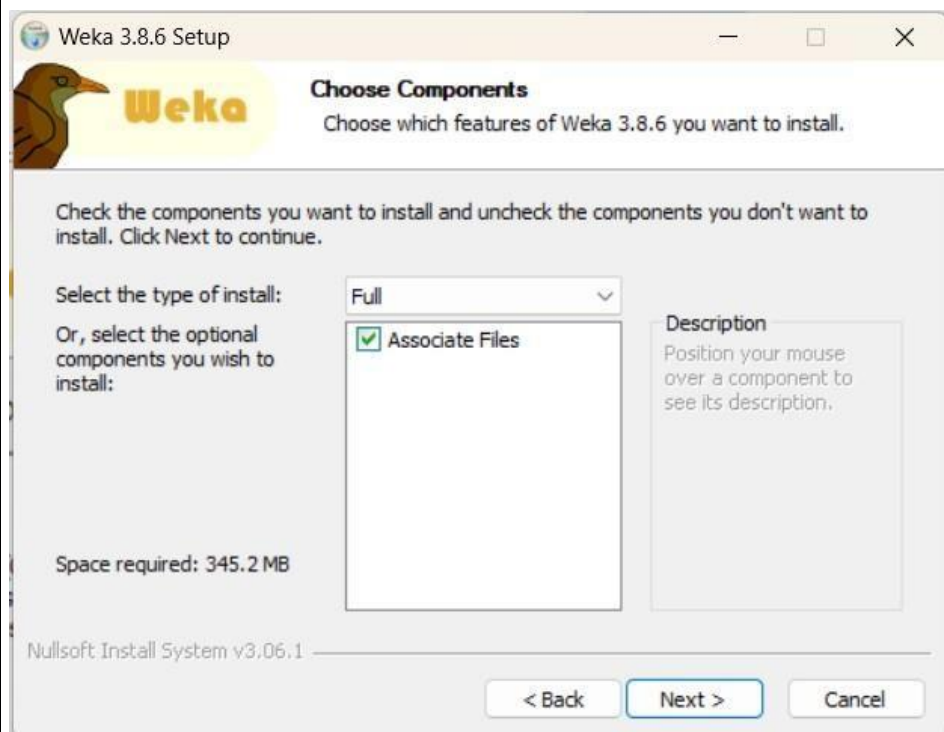 Weka 3.8.6 Setup
Weka
Choose Components
Choose which features of Weka 3.8.6 you want to install.
Check the components you want to install and uncheck the components you don't want to
install. Click Next to continue.
Select the type of install:
Full
Or, select the optional
components you wish to
install:
Associate Files
Description
Position your mouse
over a component to
see its description.
Space required: 345.2 MB
Nullsoft Install System v3.06.1
< Back
Next >
Cancel